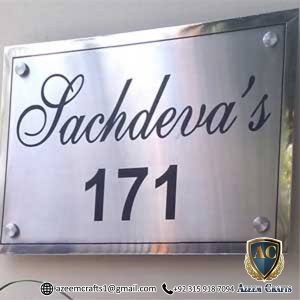 Sachdeva's
171
AC
AZEEM CRAFTS
azeemcrafts1@gmail.com
+92 315 918 7094